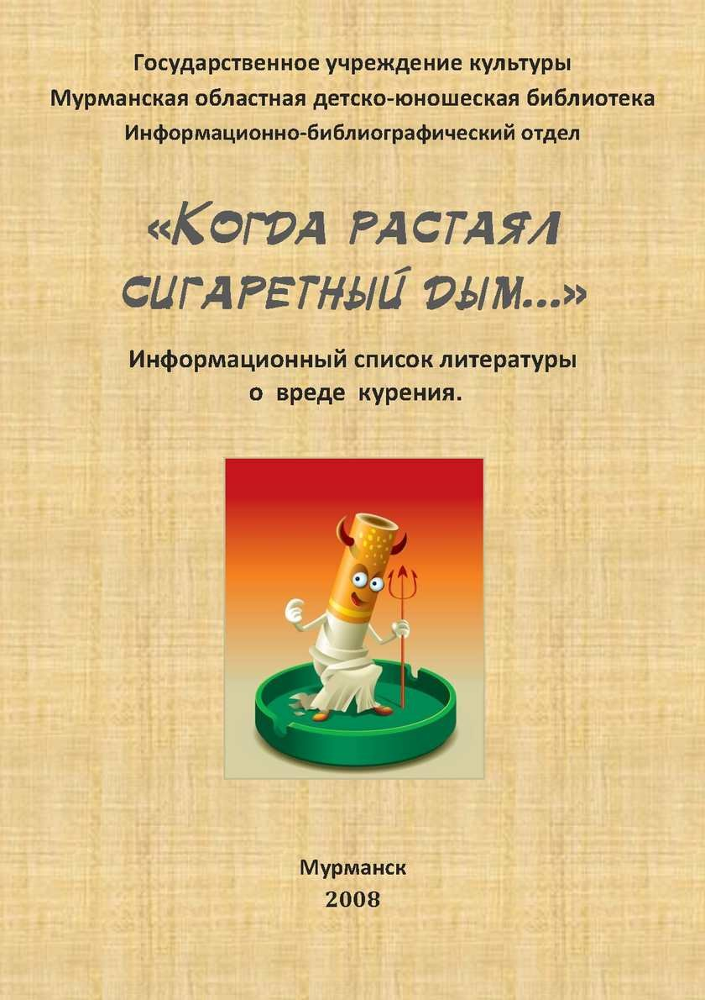 Государственное учреждение культуры
Мурманская областная детско-юношеская библиотека
Информационно-библиографический отдел
«Когда растаял
сигаретный дым...»
Информационный список литературы
о вреде курения.
Мурманск
2008